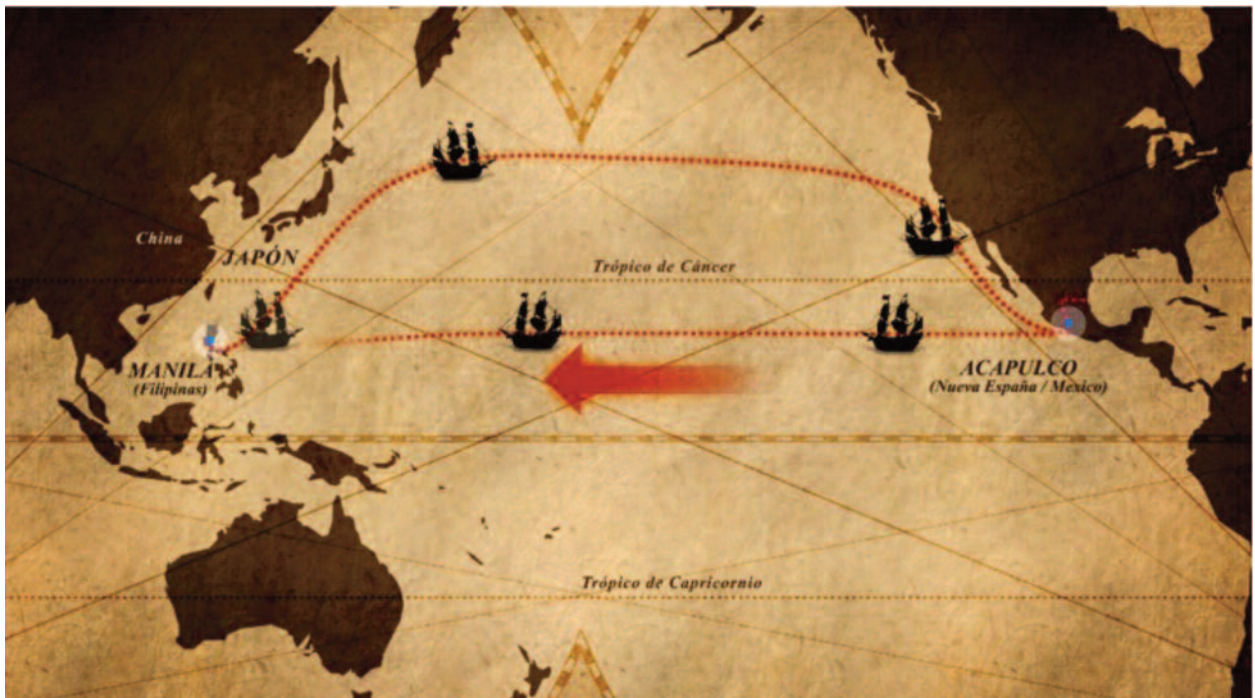 China
JAPÓN
Trópico de Cáncer
MANILA
(Filipinas)
ACAPULCO
(Nueva España / Mexico)
Trópico de Capricornio